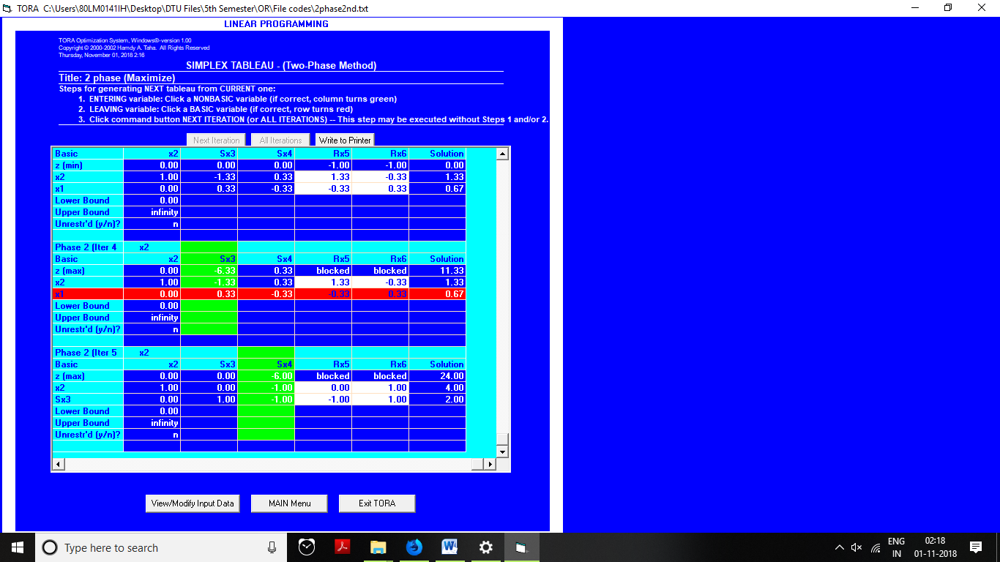 TORA C:\Users\80LM0141IH\Desktop\DTU Files\5th Semester\OR\File codes\2phase2nd.txt
LINEAR PROGRAMMING
TORA Optimization System, Windows®-version 1.00
Copyright © 2000-2002 Hamdy A. Taha. All Rights Reserved
Thursday, November 01, 2018 2:16
SIMPLEX TABLEAU - (Two-Phase Method)
Title: 2 phase (Maximize)
Steps for generating NEXT tableau from CURRENT one:
1. ENTERING variable: Click a NONBASIC variable (if correct, column turns green)
2. LEAVING variable: Click a BASIC variable (if correct, row turns red)
3. Click command button NEXT ITERATION (or ALL ITERATIONS) -- This step may be executed without Steps 1 and/or 2.
Next Iteration All Iterations Write to Printer
Basic x2 Sx3 Sx4 Rx5 Rx6 Solution
z (min) 0.00 0.00 0.00 -1.00 -1.00 0.00
x2 1.00 -1.33 0.33 1.33 -0.33 1.33
x1 0.00 0.33 -0.33 -0.33 0.33 0.67
Lower Bound 0.00
Upper Bound infinity
Unrestr'd (y/n)? n
Phase 2 (Iter 4 x2
Basic x2 Sx3 Sx4 Rx5 Rx6 Solution
z (max) 0.00 -6.33 0.33 blocked blocked 11.33
x2 1.00 -1.33 0.33 1.33 -0.33 1.33
x1 0.00 0.33 -0.33 -0.33 0.33 0.67
Lower Bound 0.00
Upper Bound infinity
Unrestr'd (y/n)? n
Phase 2 (Iter 5 x2
Basic x2 Sx3 Sx4 Rx5 Rx6 Solution
z (max) 0.00 0.00 -6.00 blocked blocked 24.00
x2 1.00 0.00 -1.00 0.00 1.00 4.00
Sx3 0.00 1.00 -1.00 -1.00 1.00 2.00
Lower Bound 0.00
Upper Bound infinity
Unrestr'd (y/n)? n
View/Modify Input Data MAIN Menu Exit TORA
Type here to search
ENG 02:18
IN 01-11-2018